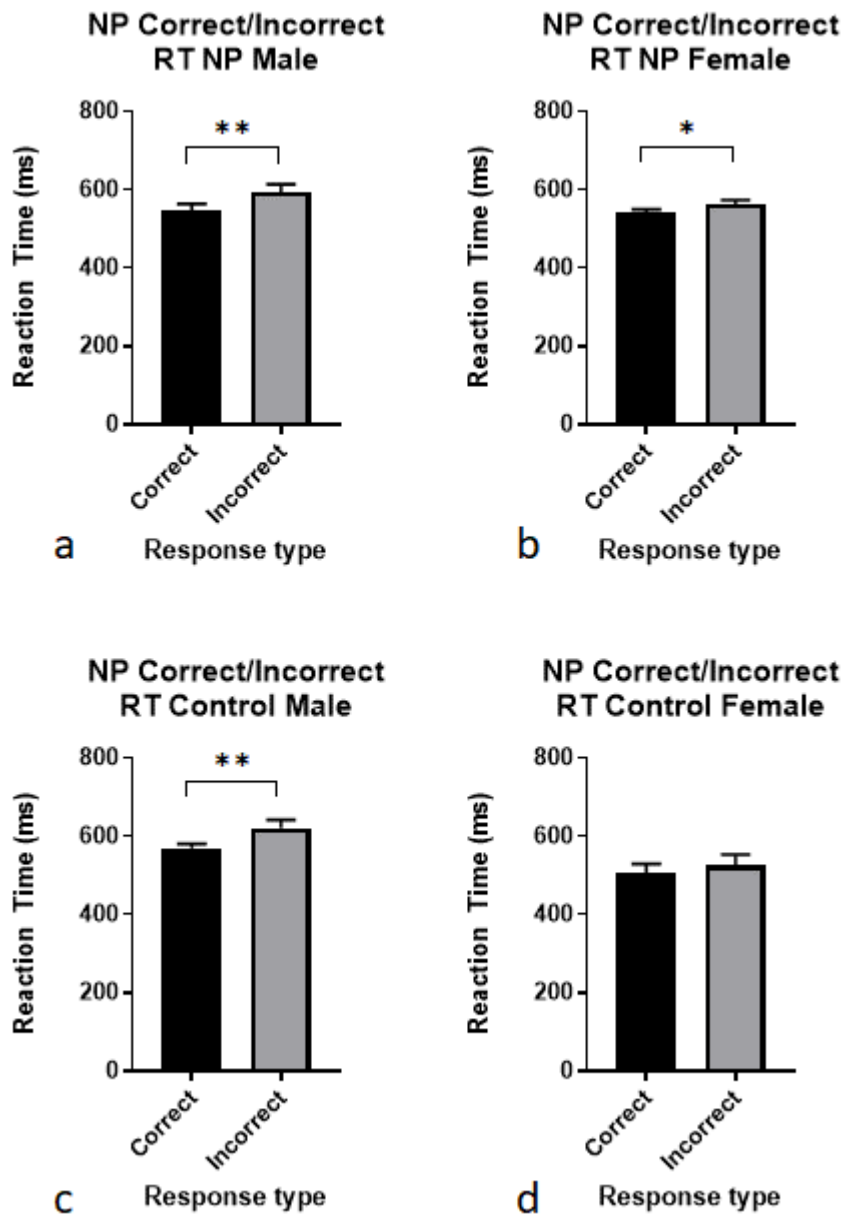 NP Correct/Incorrect
RT NP Male
**
800
600
400
200
0
Reaction Time (ms)
Correct
Incorrect
a
Response type
NP Correct/Incorrect
RT NP Female
*
800
600
400
200
0
Reaction Time (ms)
Correct
Incorrect
b
Response type
NP Correct/Incorrect
RT Control Male
**
800
600
400
200
0
Reaction Time (ms)
Correct
Incorrect
c
Response type
NP Correct/Incorrect
RT Control Female
800
600
400
200
0
Reaction Time (ms)
Correct
Incorrect
d
Response type